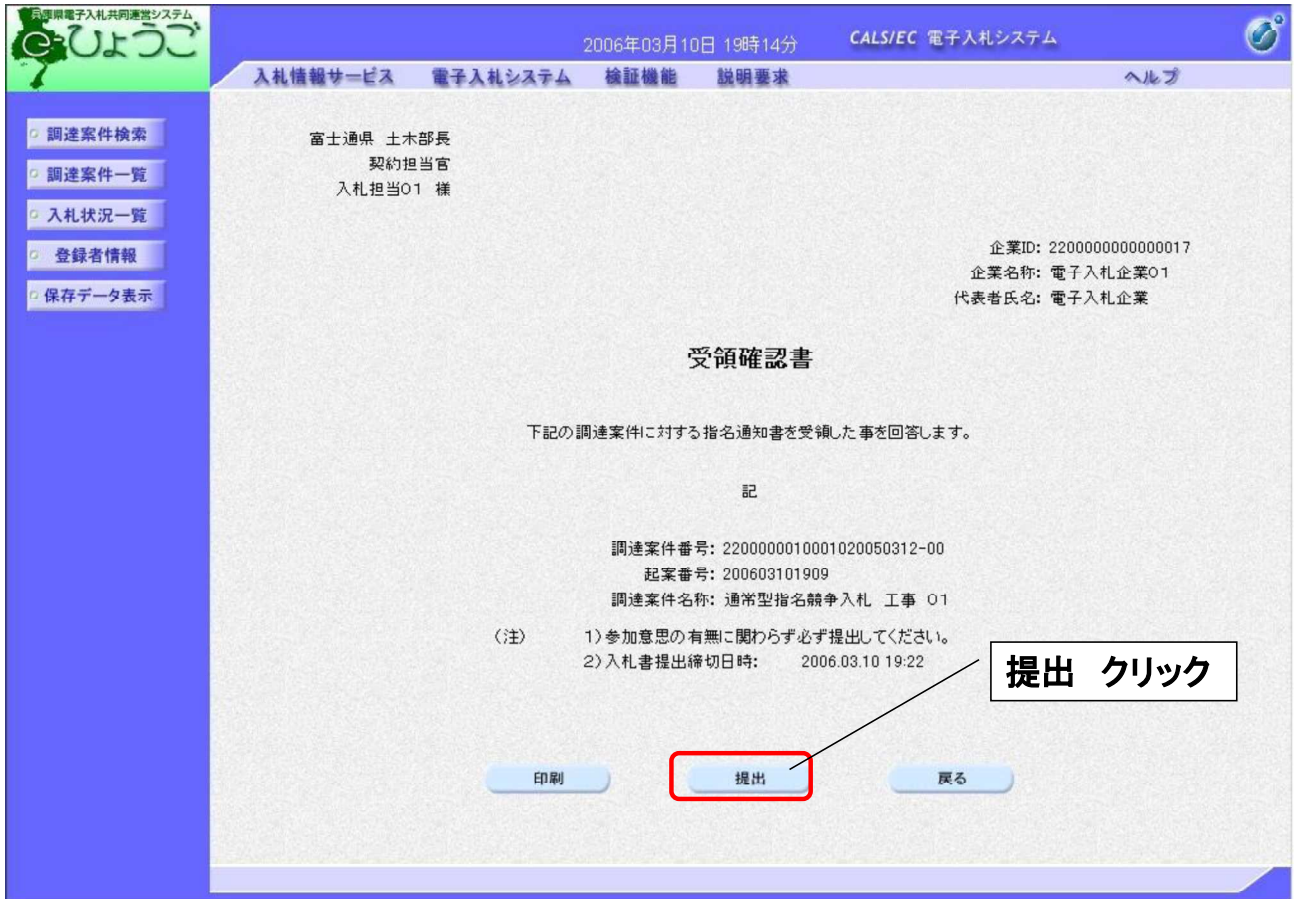 兵庫県電子入札共同運営システム
e-ひょうご
2006年03月10日 19時14分
CALS/EC 電子入札システム
入札情報サービス 電子入札システム 検証機能 説明要求 ヘルプ
調達案件検索
調達案件一覧
入札状況一覧
登録者情報
保存データ表示
富士通県 土木部長
契約担当官
入札担当01 様
企業ID: 2200000000000017
企業名称: 電子入札企業01
代表者氏名: 電子入札企業
受領確認書
下記の調達案件に対する指名通知書を受領した事を回答します。
記
調達案件番号: 2200000010001020050312-00
起案番号: 200603101909
調達案件名称: 通常型指名競争入札 工事 01
(注) 1)参加意思の有無に関わらず必ず提出してください。
2)入札書提出締切日時: 2006.03.10 19:22
提出 クリック
印刷 提出 戻る